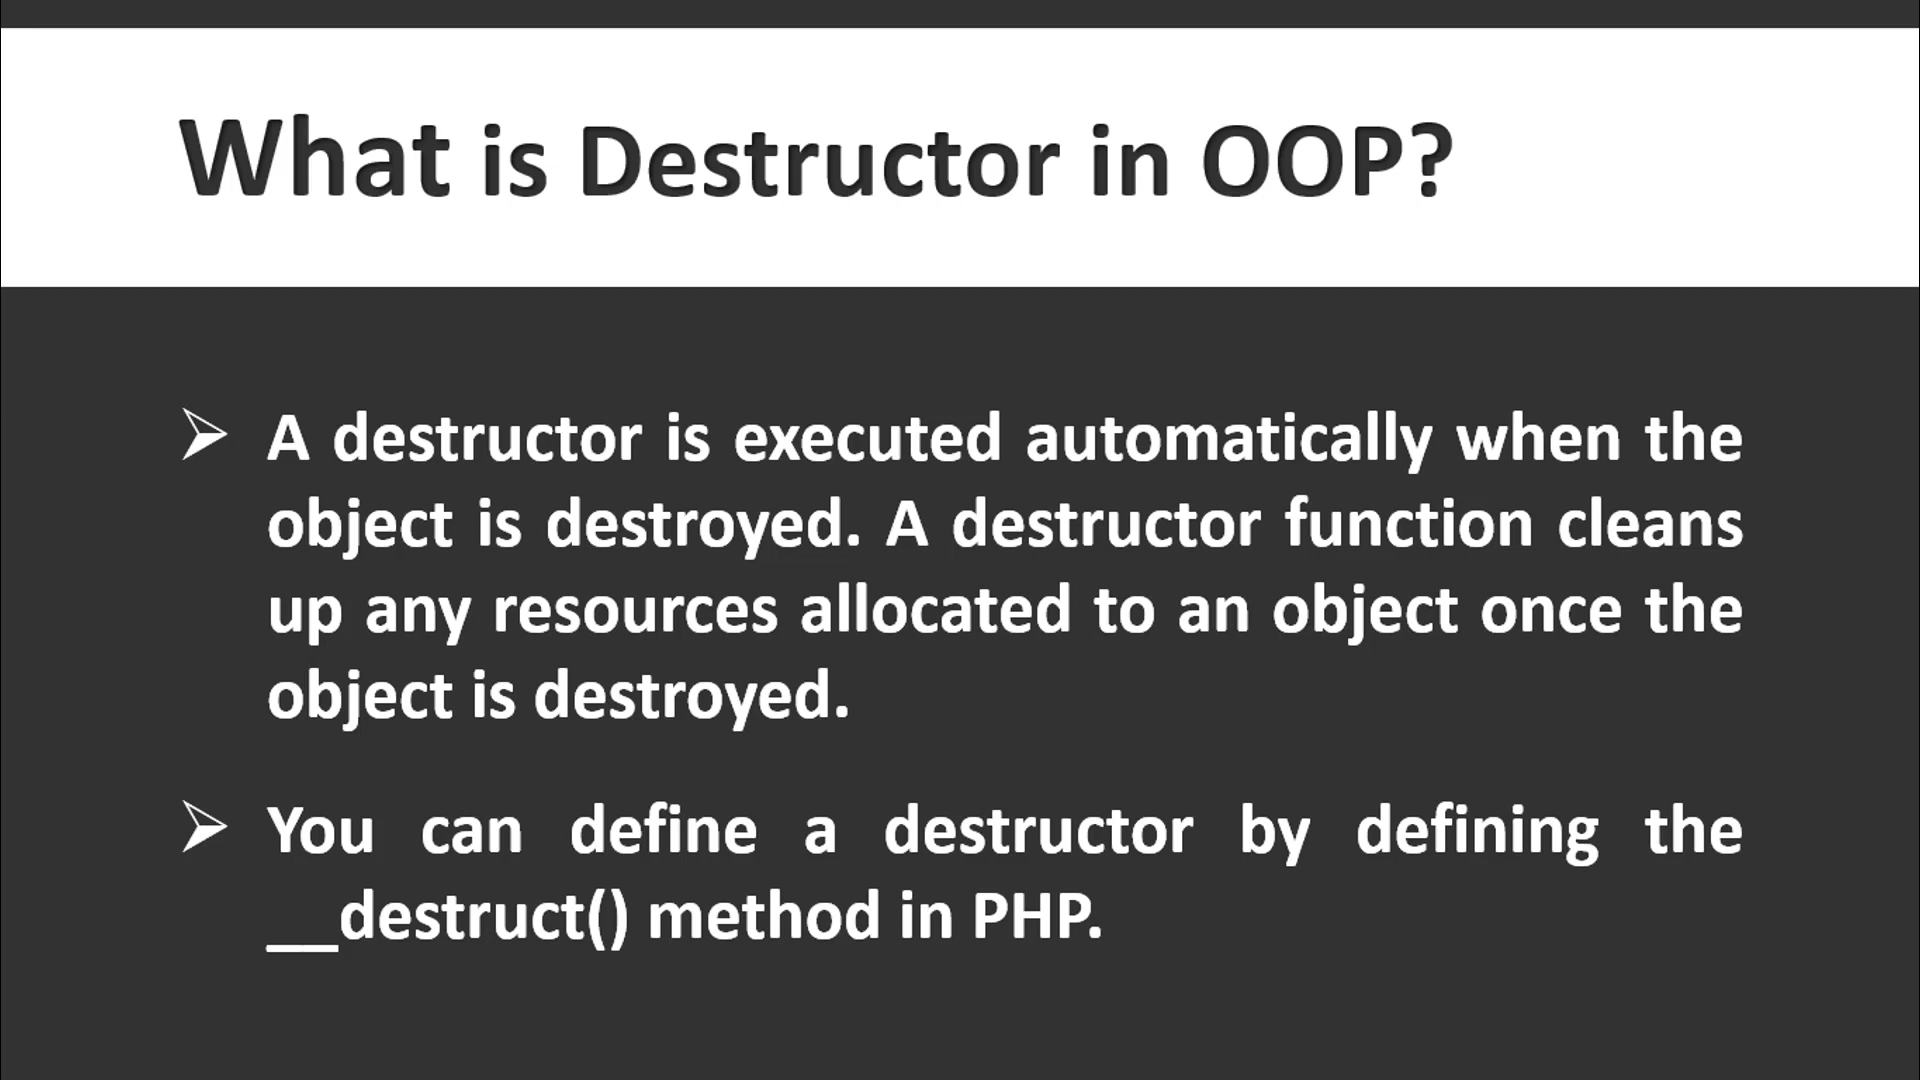 What is Destructor in OOP?
A destructor is executed automatically when the
object is destroyed. A destructor function cleans
up any resources allocated to an object once the
object is destroyed.
You can define a destructor by defining the
__destruct() method in PHP.